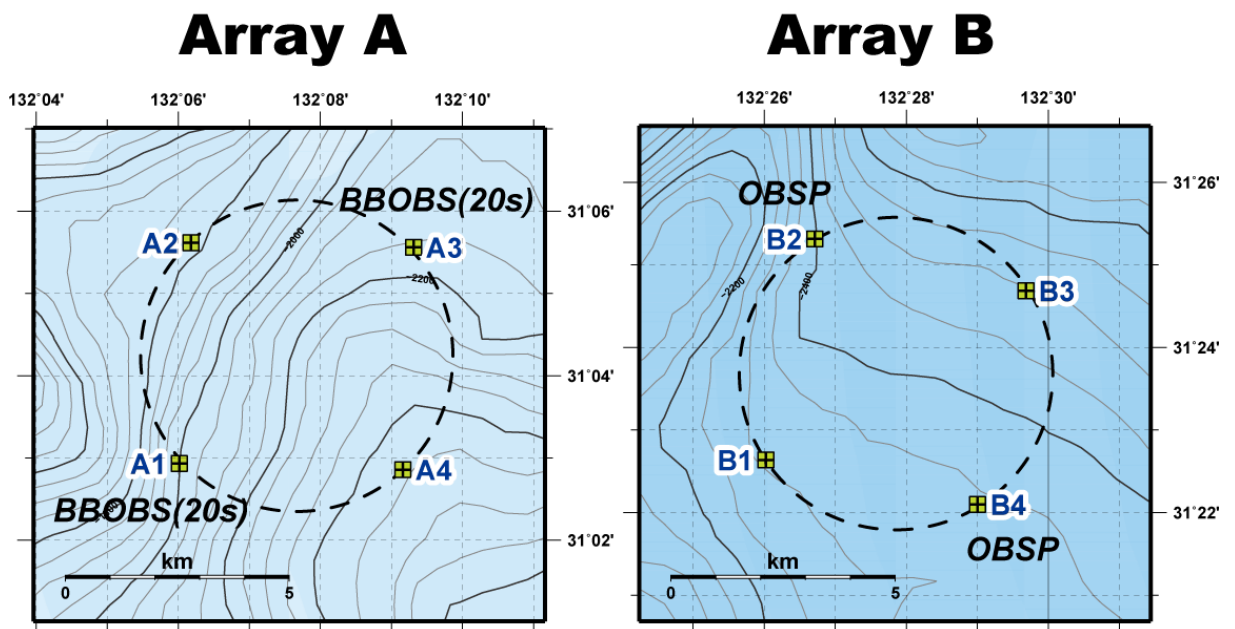 Array A
Array B
132˚04'
132˚06'
132˚08'
132˚10'
132˚26'
132˚28'
132˚30'
BBOBS(20s)
OBSP
31˚06'
31˚26'
A2
A3
B2
B3
−2000
−2200
−2200
−2400
31˚04'
31˚24'
A1
A4
B1
B4
BBOBS(20s)
OBSP
31˚02'
31˚22'
km
0
5
km
0
5